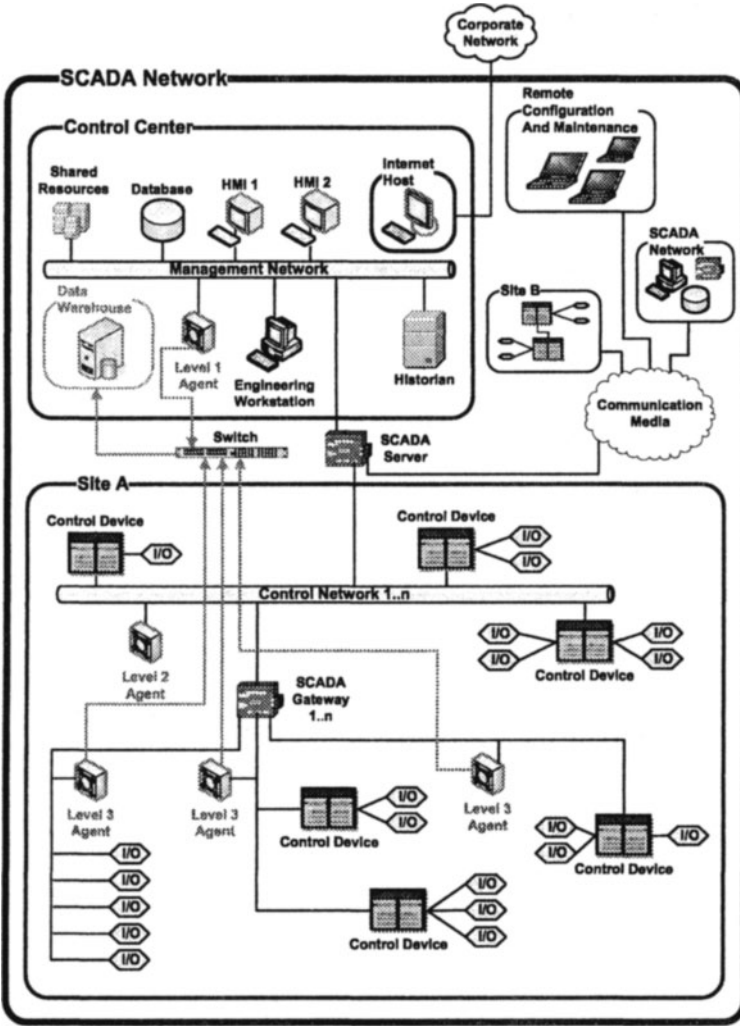 Corporate
Network
SCADA Network
Remote
Configuration
And Maintenance
Control Center
Shared
Resources
Database
HMI 1
HMI 2
Internet
Host
SCADA
Network
Management Network
Site B
Data
Warehouse
Level 1
Agent
Engineering
Workstation
Historian
Communication
Media
Switch
SCADA
Server
Site A
Control Device
I/O
Control Device
I/O
I/O
Control Network 1..n
I/O
I/O
I/O
I/O
Control Device
Level 2
Agent
SCADA
Gateway
1..n
Level 3
Agent
Level 3
Agent
Level 3
Agent
I/O
I/O
Control Device
I/O
I/O
I/O
Control Device
I/O
I/O
I/O
I/O
I/O
I/O
I/O
I/O
Control Device